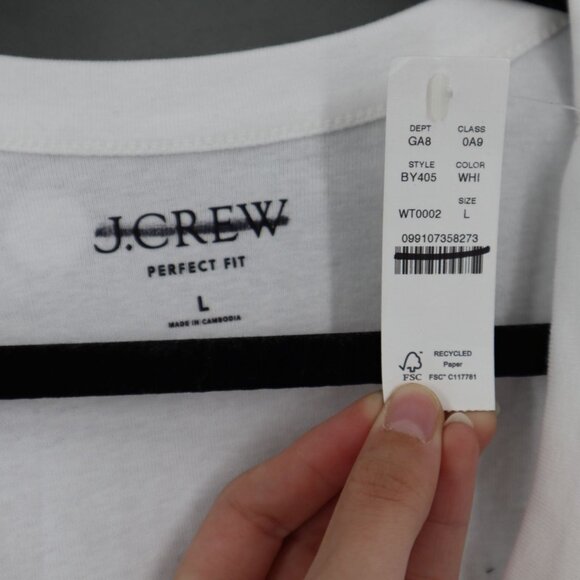 J.CREW
PERFECT FIT
L
MADE IN CAMBODIA
DEPT CLASS
GA8 0A9
STYLE COLOR
BY405 WHI
SIZE
WT0002 L
099107358273
RECYCLED
Paper
FSC
FSC® C117781